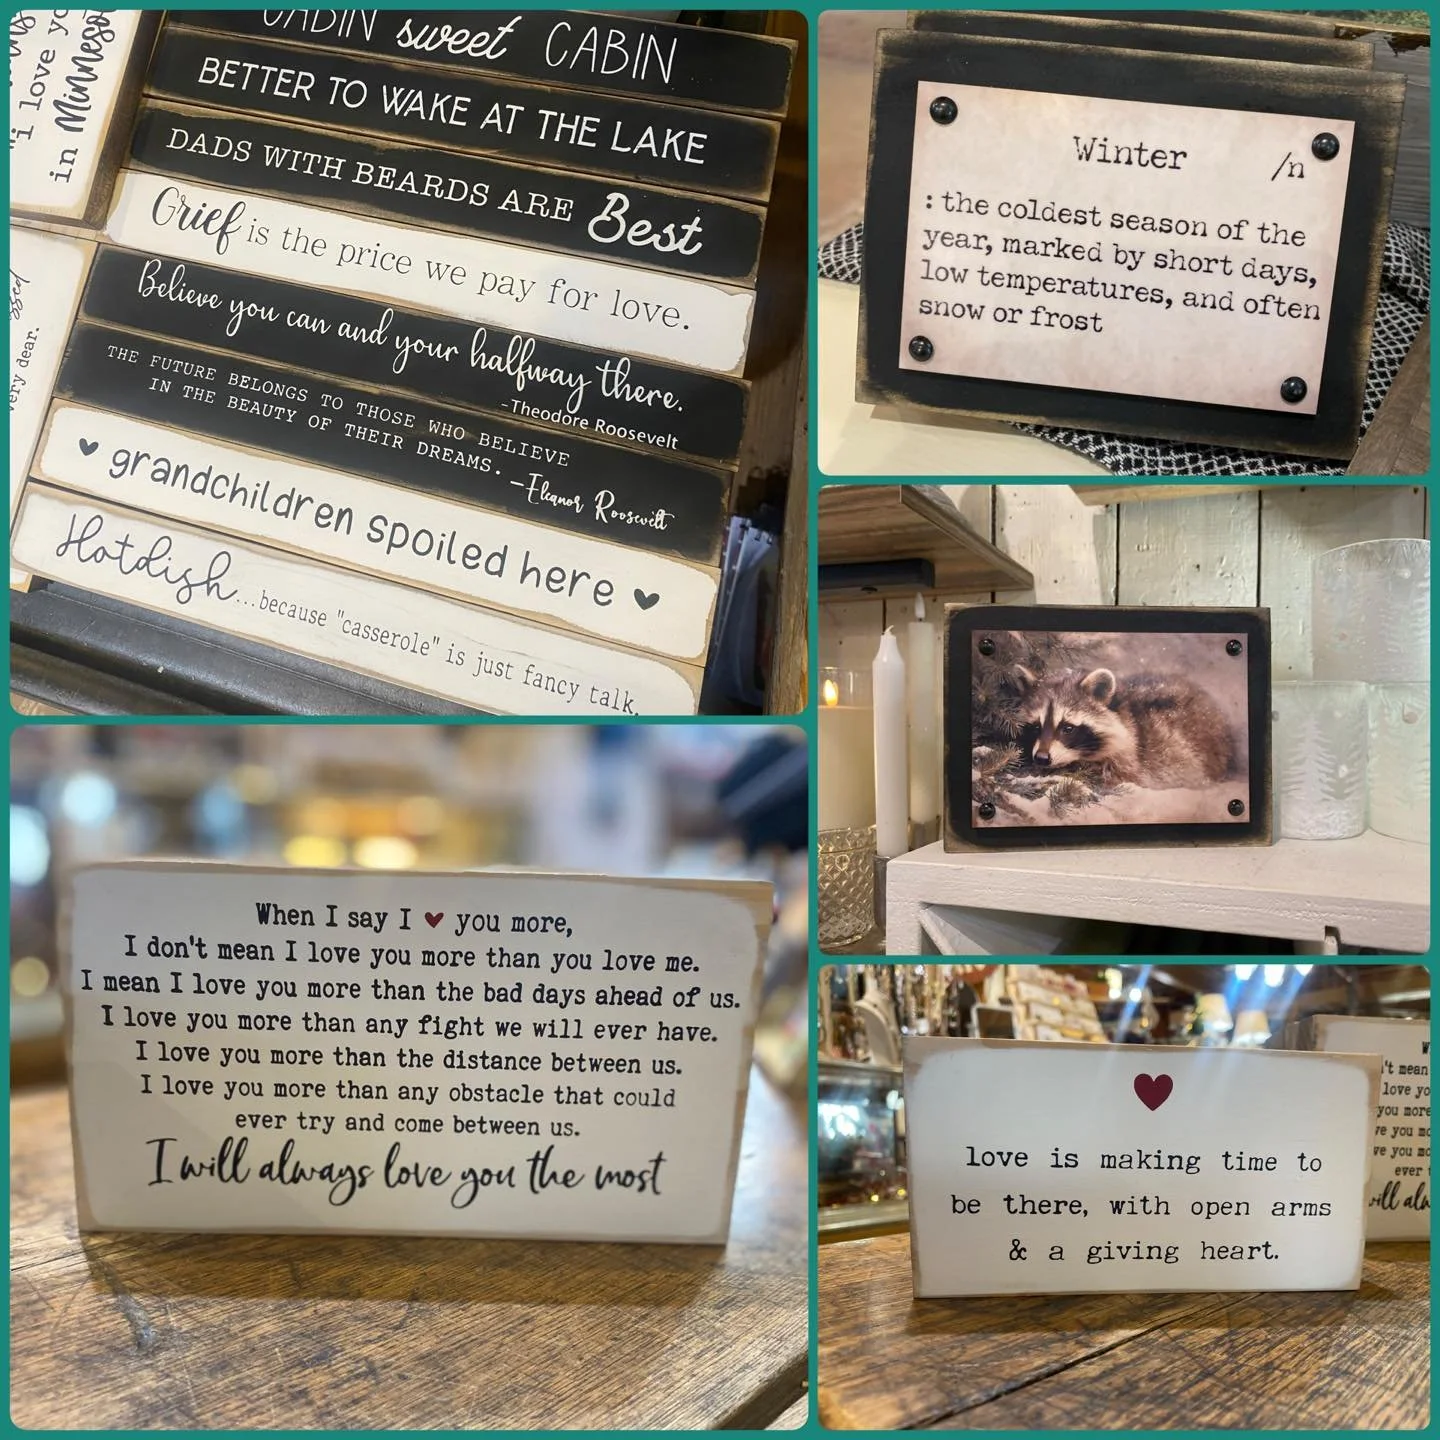 CABIN sweet CABIN
BETTER TO WAKE AT THE LAKE
DADS WITH BEARDS ARE Best
Grief is the price we pay for love.
Believe you can and your halfway there.
-Theodore Roosevelt
THE FUTURE BELONGS TO THOSE WHO BELIEVE
IN THE BEAUTY OF THEIR DREAMS.
-Eleanor Roosevelt
♥ grandchildren spoiled here ♥
Hotdish...because "casserole" is just fancy talk.
i love
in
very dear.
Winter /n
: the coldest season of the
year, marked by short days,
low temperatures, and often
snow or frost
When I say I ♥ you more,
I don't mean I love you more than you love me.
I mean I love you more than the bad days ahead of us.
I love you more than any fight we will ever have.
I love you more than the distance between us.
I love you more than any obstacle that could
ever try and come between us.
I will always love you the most
♥
love is making time to
be there, with open arms
& a giving heart.
mean
love
you more
ever